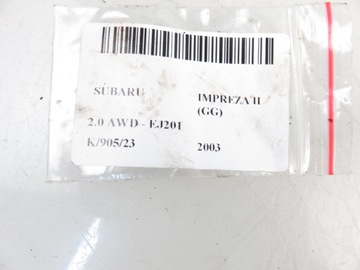 SUBARU IMPREZA II
(GG)
2.0 AWD - EJ201
K/905/23 2003